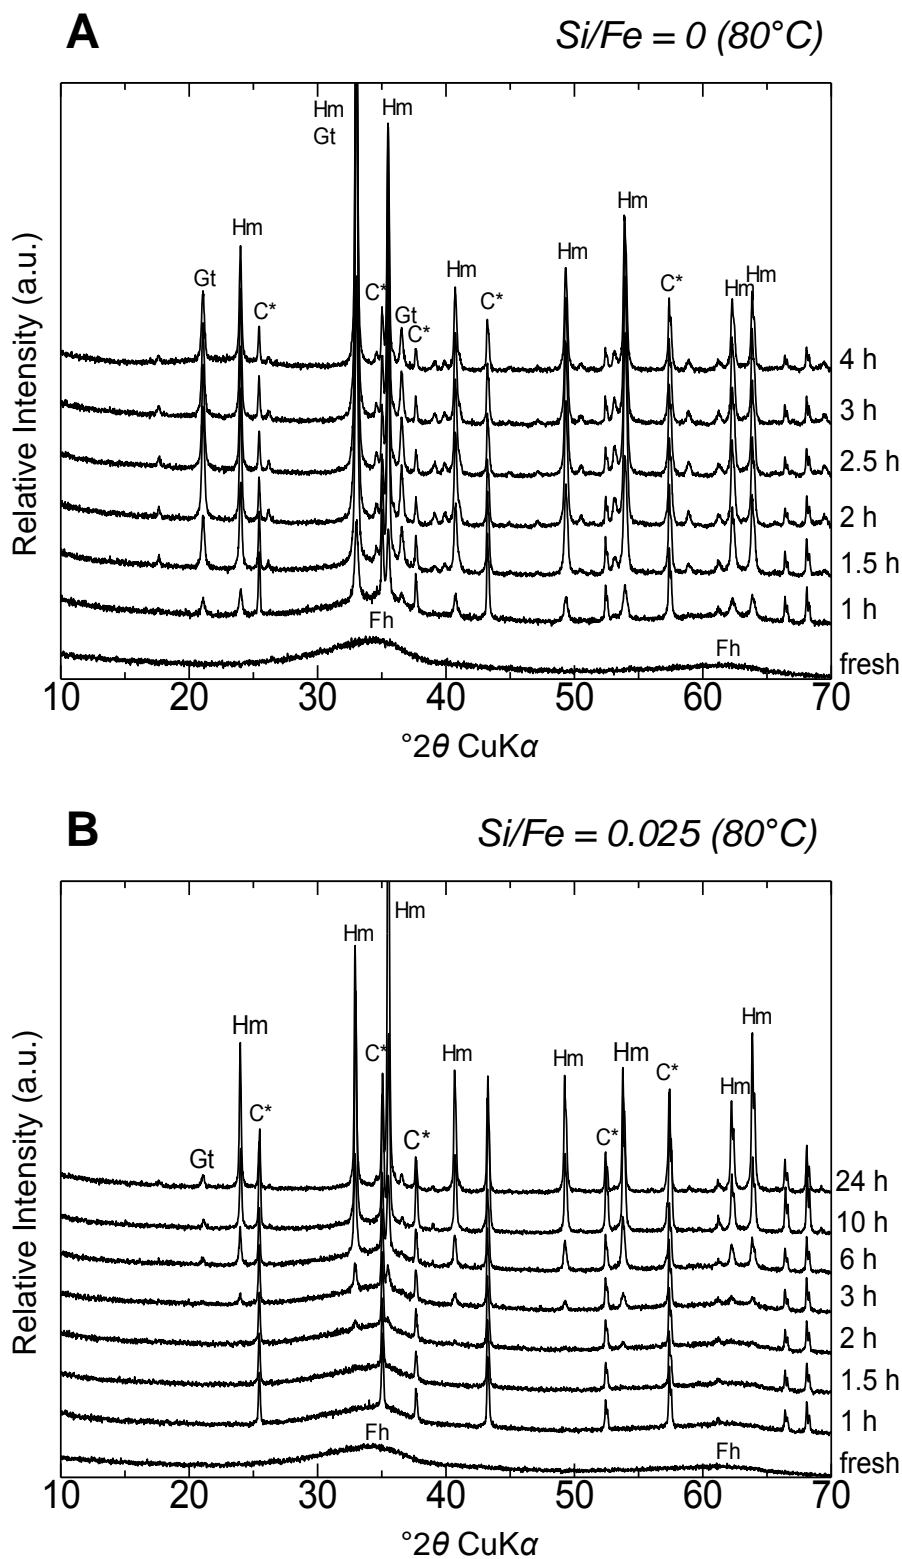 A
Si/Fe = 0 (80°C)
Relative Intensity (a.u.)
Hm
Gt
Hm
Hm
Gt
C*
C*
Gt
C*
Hm
C*
Hm
Hm
C*
Hm
Hm
4 h
3 h
2.5 h
2 h
1.5 h
1 h
fresh
Fh
Fh
10 20 30 40 50 60 70
°2θ CuKα
B
Si/Fe = 0.025 (80°C)
Relative Intensity (a.u.)
Hm
Hm
Hm
Gt
C*
C*
C*
Hm
Hm
Hm
C*
C*
Hm
Hm
24 h
10 h
6 h
3 h
2 h
1.5 h
1 h
fresh
Fh
Fh
10 20 30 40 50 60 70
°2θ CuKα